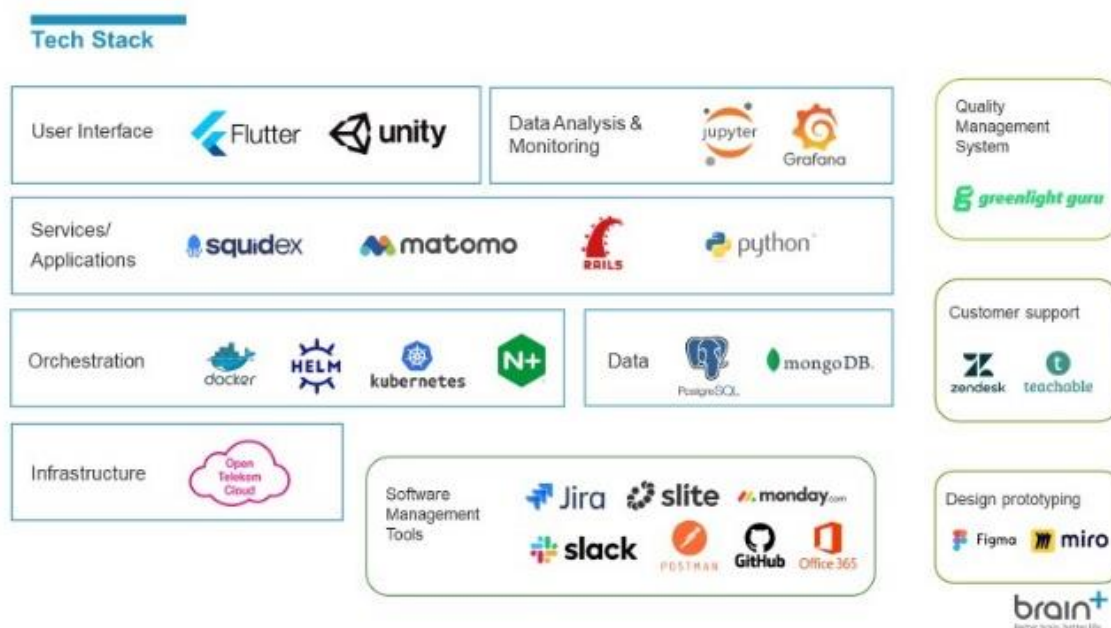 Tech Stack
User Interface
Flutter
unity
Data Analysis &
Monitoring
jupyter
Grafana
Quality
Management
System
greenlight guru
Services/
Applications
squidex
matomo
RAILS
python
Customer support
zendesk
teachable
Orchestration
docker
HELM
kubernetes
N+
Data
PostgreSQL
mongoDB.
Infrastructure
Open
Telekom
Cloud
Software
Management
Tools
Jira
slite
monday.com
slack
POSTMAN
GitHub
Office 365
Design prototyping
Figma
miro
brain+